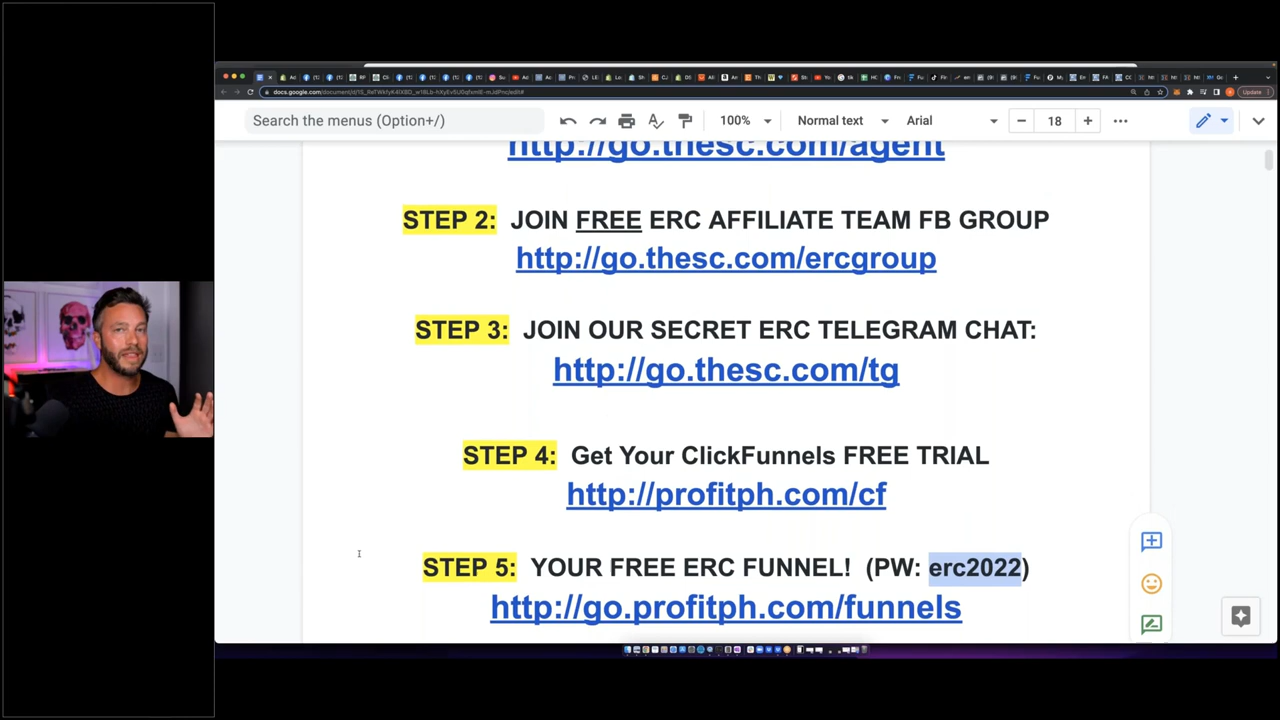 Update
Search the menus (Option+/)
100%
Normal text
Arial
18
http://go.thesc.com/agent
STEP 2: JOIN FREE ERC AFFILIATE TEAM FB GROUP
http://go.thesc.com/ercgroup
STEP 3: JOIN OUR SECRET ERC TELEGRAM CHAT:
http://go.thesc.com/tg
STEP 4: Get Your ClickFunnels FREE TRIAL
http://profitph.com/cf
STEP 5: YOUR FREE ERC FUNNEL! (PW: erc2022)
http://go.profitph.com/funnels